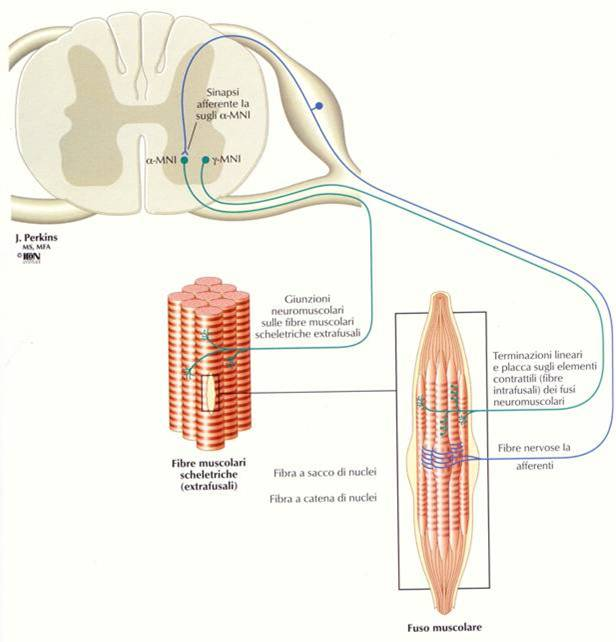 Sinapsi
afferente Ia
sugli α-MNI
α-MNI
γ-MNI
J. Perkins
MS, MFA
©
Giunzioni
neuromuscolari
sulle fibre muscolari
scheletriche extrafusali
Terminazioni lineari
e placca sugli elementi
contrattili (fibre
intrafusali) dei fusi
neuromuscolari
Fibre nervose Ia
afferenti
Fibre muscolari
scheletriche
(extrafusali)
Fibra a sacco di nuclei
Fibra a catena di nuclei
Fuso muscolare